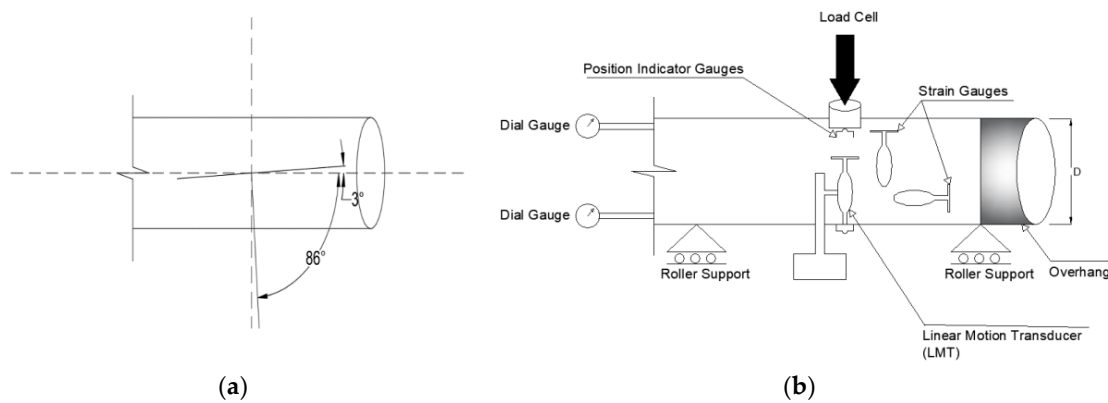 3°
86°
(a)
Load Cell
Position Indicator Gauges
Strain Gauges
Dial Gauge
D
Dial Gauge
Roller Support
Roller Support
Overhang
Linear Motion Transducer
(LMT)
(b)